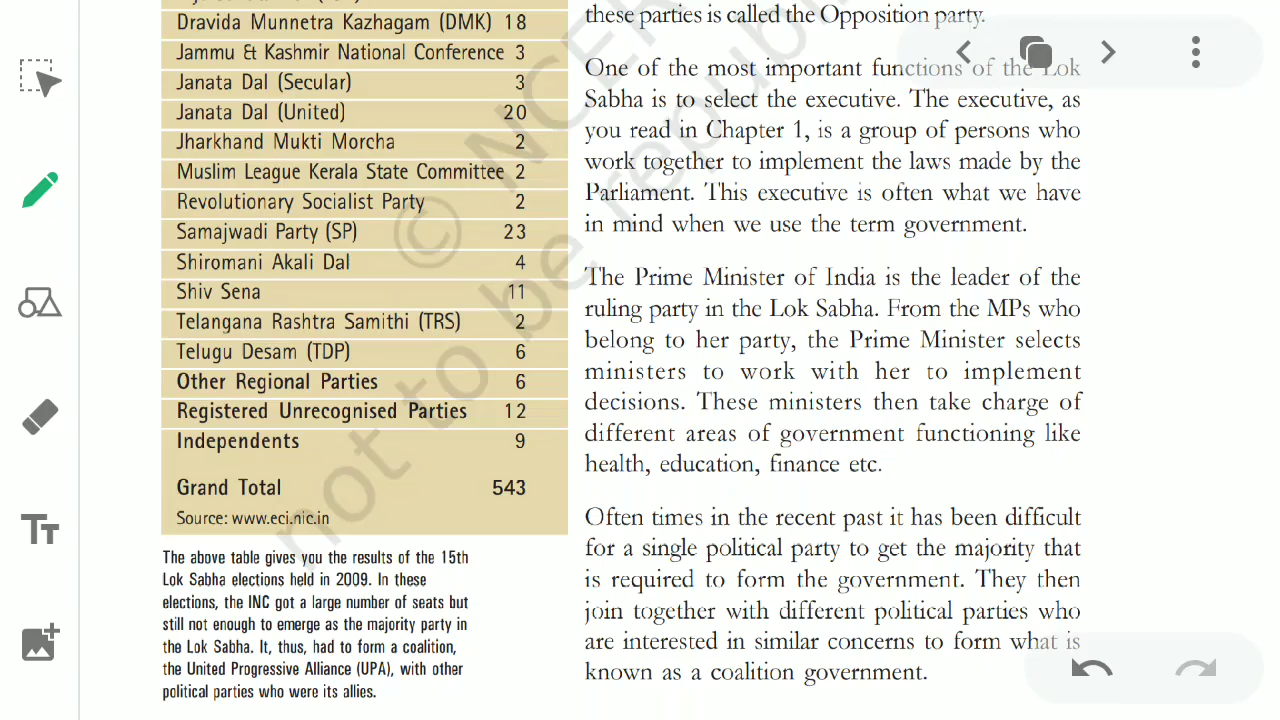 Dravida Munnetra Kazhagam (DMK) 18
Jammu & Kashmir National Conference 3
Janata Dal (Secular) 3
Janata Dal (United) 20
Jharkhand Mukti Morcha 2
Muslim League Kerala State Committee 2
Revolutionary Socialist Party 2
Samajwadi Party (SP) 23
Shiromani Akali Dal 4
Shiv Sena 11
Telangana Rashtra Samithi (TRS) 2
Telugu Desam (TDP) 6
Other Regional Parties 6
Registered Unrecognised Parties 12
Independents 9
Grand Total 543
Source: www.eci.nic.in
The above table gives you the results of the 15th
Lok Sabha elections held in 2009. In these
elections, the INC got a large number of seats but
still not enough to emerge as the majority party in
the Lok Sabha. It, thus, had to form a coalition,
the United Progressive Alliance (UPA), with other
political parties who were its allies.
these parties is called the Opposition party.
One of the most important functions of the Lok
Sabha is to select the executive. The executive, as
you read in Chapter 1, is a group of persons who
work together to implement the laws made by the
Parliament. This executive is often what we have
in mind when we use the term government.
The Prime Minister of India is the leader of the
ruling party in the Lok Sabha. From the MPs who
belong to her party, the Prime Minister selects
ministers to work with her to implement
decisions. These ministers then take charge of
different areas of government functioning like
health, education, finance etc.
Often times in the recent past it has been difficult
for a single political party to get the majority that
is required to form the government. They then
join together with different political parties who
are interested in similar concerns to form what is
known as a coalition government.
© NCER
not to be republ
Tт